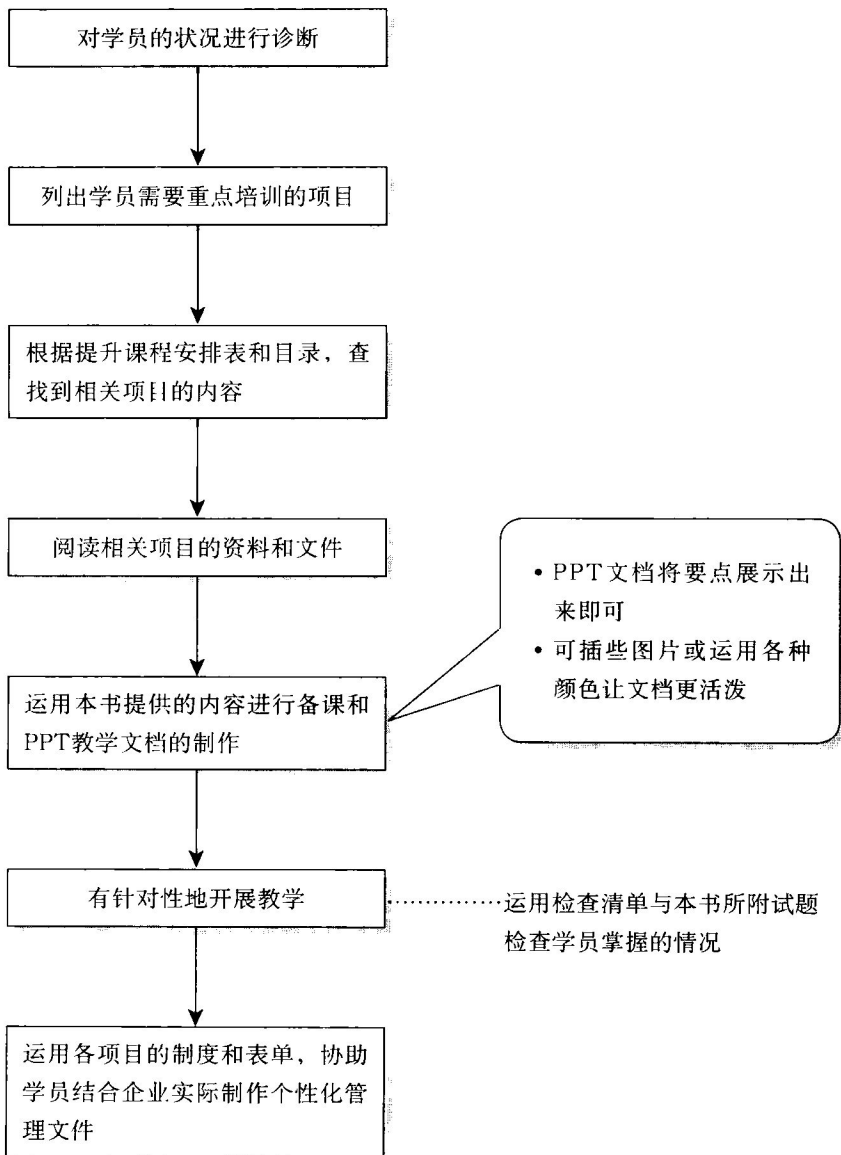 对学员的状况进行诊断
列出学员需要重点培训的项目
根据提升课程安排表和目录，查
找到相关项目的内容
阅读相关项目的资料和文件
• PPT文档将要点展示出
来即可
• 可插些图片或运用各种
颜色让文档更活泼
运用本书提供的内容进行备课和
PPT教学文档的制作
有针对性地开展教学
运用检查清单与本书所附试题
检查学员掌握的情况
运用各项目的制度和表单，协助
学员结合企业实际制作个性化管
理文件